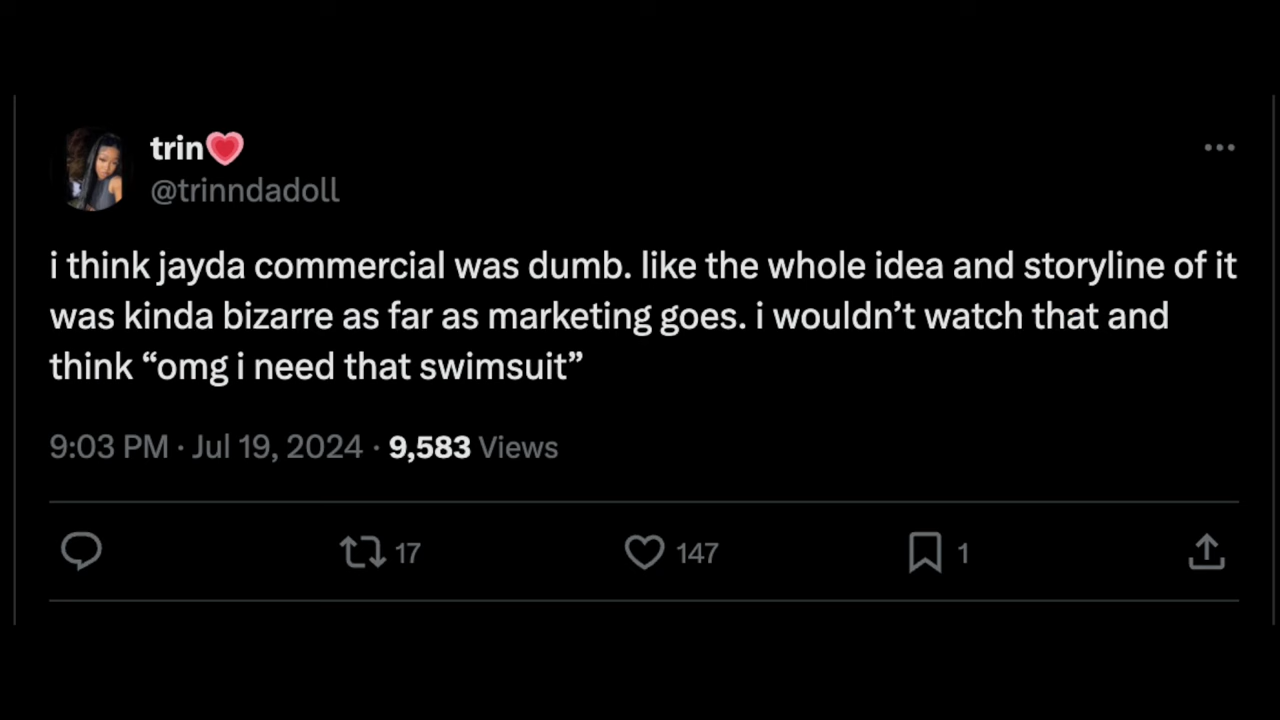 trin💗
@trinndadoll
i think jayda commercial was dumb. like the whole idea and storyline of it
was kinda bizarre as far as marketing goes. i wouldn’t watch that and
think “omg i need that swimsuit”
9:03 PM · Jul 19, 2024 · 9,583 Views
17 147 1